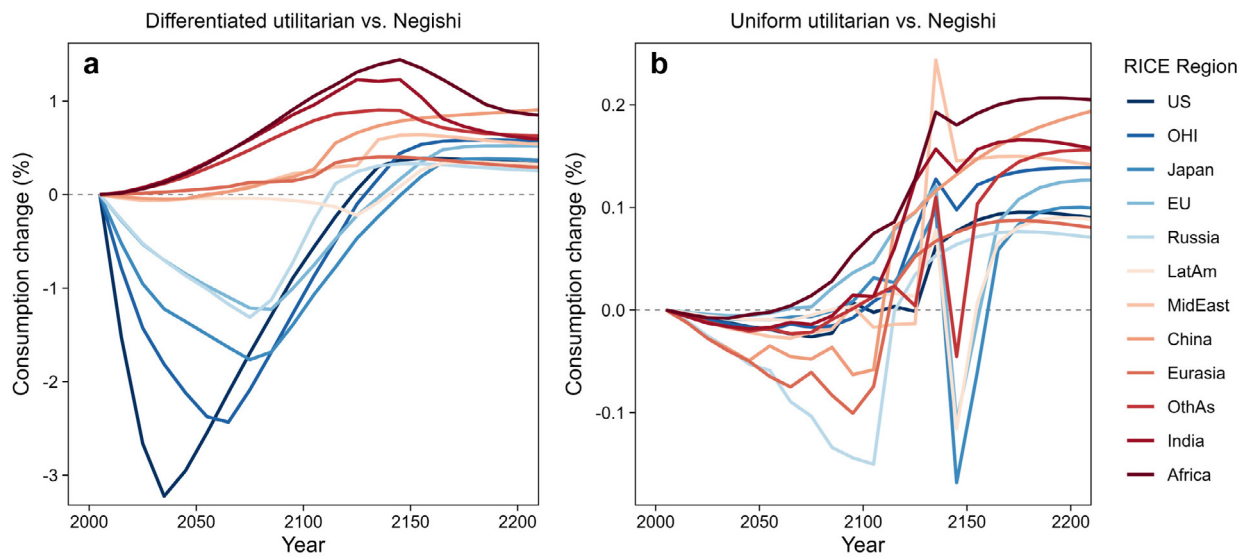 Differentiated utilitarian vs. Negishi
Uniform utilitarian vs. Negishi
a
b
Consumption change (%)
1
0
-1
-2
-3
2000
2050
2100
2150
2200
Year
Consumption change (%)
0.2
0.1
0.0
-0.1
2000
2050
2100
2150
2200
Year
RICE Region
US
OHI
Japan
EU
Russia
LatAm
MidEast
China
Eurasia
OthAs
India
Africa